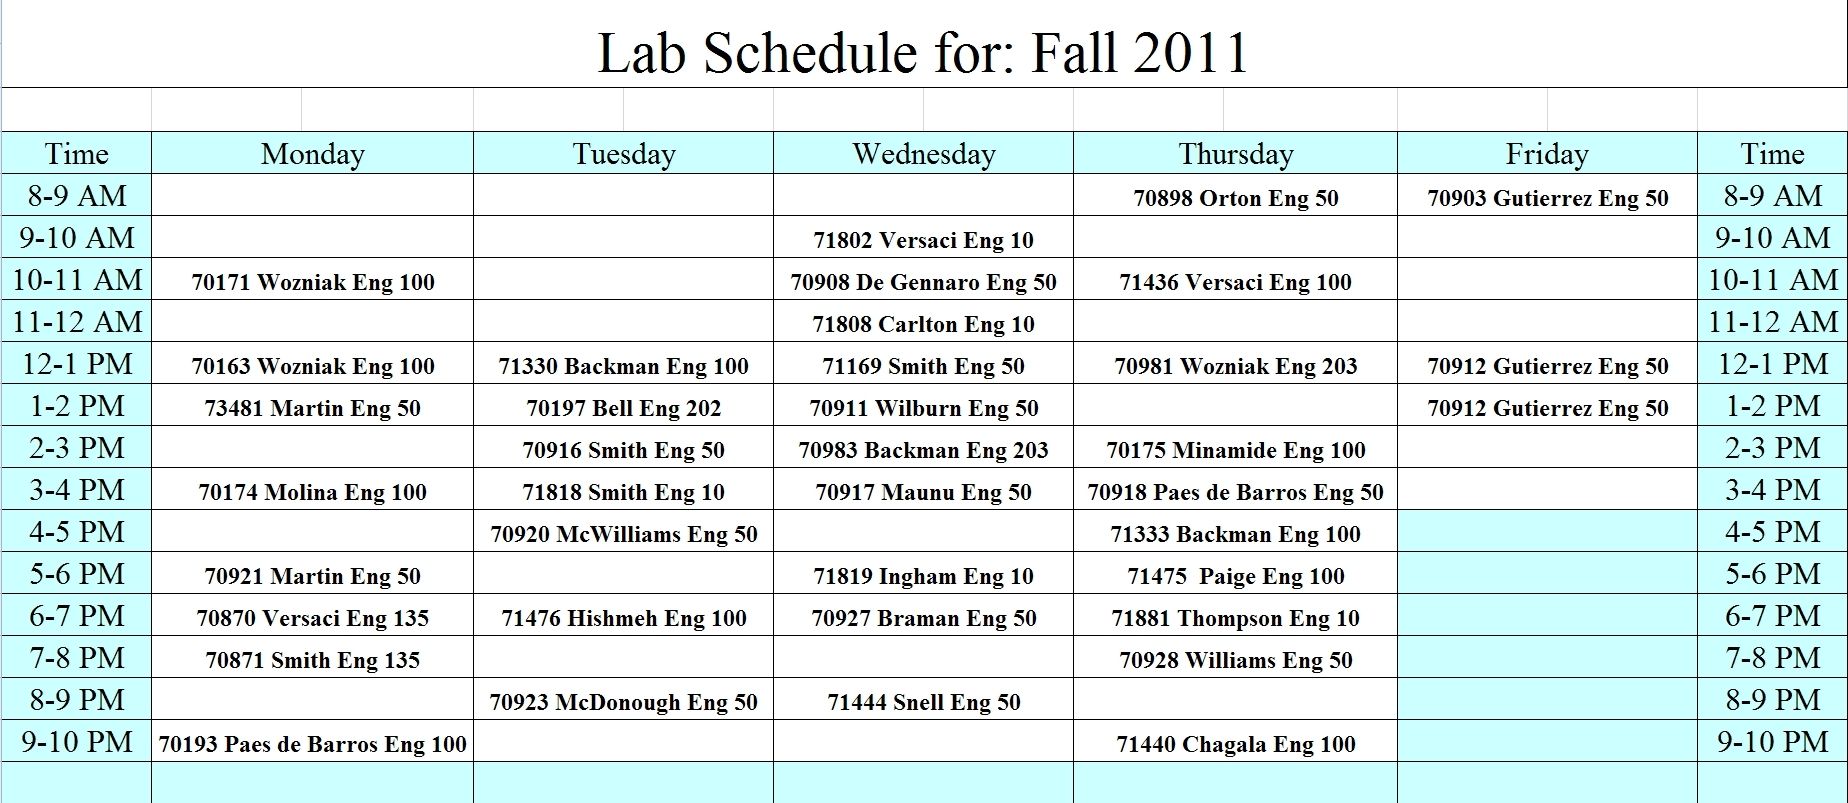 Lab Schedule for: Fall 2011
Time Monday Tuesday Wednesday Thursday Friday Time
8-9 AM 70898 Orton Eng 50 70903 Gutierrez Eng 50 8-9 AM
9-10 AM 71802 Versaci Eng 10 9-10 AM
10-11 AM 70171 Wozniak Eng 100 70908 De Gennaro Eng 50 71436 Versaci Eng 100 10-11 AM
11-12 AM 71808 Carlton Eng 10 11-12 AM
12-1 PM 70163 Wozniak Eng 100 71330 Backman Eng 100 71169 Smith Eng 50 70981 Wozniak Eng 203 70912 Gutierrez Eng 50 12-1 PM
1-2 PM 73481 Martin Eng 50 70197 Bell Eng 202 70911 Wilburn Eng 50 70912 Gutierrez Eng 50 1-2 PM
2-3 PM 70916 Smith Eng 50 70983 Backman Eng 203 70175 Minamide Eng 100 2-3 PM
3-4 PM 70174 Molina Eng 100 71818 Smith Eng 10 70917 Maunu Eng 50 70918 Paes de Barros Eng 50 3-4 PM
4-5 PM 70920 McWilliams Eng 50 71333 Backman Eng 100 4-5 PM
5-6 PM 70921 Martin Eng 50 71819 Ingham Eng 10 71475  Paige Eng 100 5-6 PM
6-7 PM 70870 Versaci Eng 135 71476 Hishmeh Eng 100 70927 Braman Eng 50 71881 Thompson Eng 10 6-7 PM
7-8 PM 70871 Smith Eng 135 70928 Williams Eng 50 7-8 PM
8-9 PM 70923 McDonough Eng 50 71444 Snell Eng 50 8-9 PM
9-10 PM 70193 Paes de Barros Eng 100 71440 Chagala Eng 100 9-10 PM